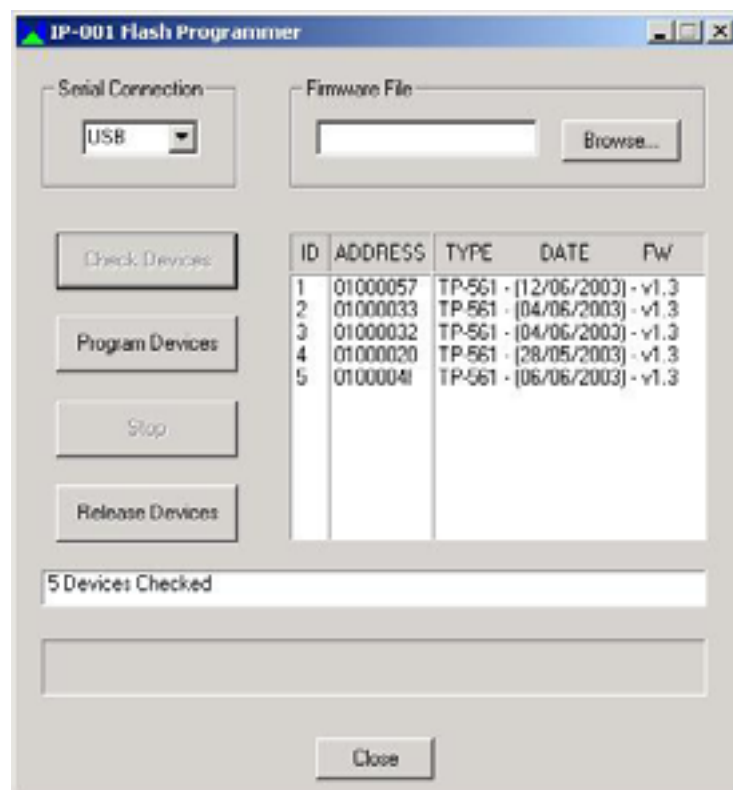 IP-001 Flash Programmer
Serial Connection
Firmware File
USB
Browse...
Check Devices
ID ADDRESS TYPE DATE FW
1 01000057 TP-561 - (12/06/2003) - v1.3
2 01000033 TP-561 - (04/06/2003) - v1.3
3 01000032 TP-561 - (04/06/2003) - v1.3
4 01000020 TP-561 - (28/05/2003) - v1.3
5 TP-561 - (06/06/2003) - v1.3
Program Devices
Stop
Release Devices
5 Devices Checked
Close